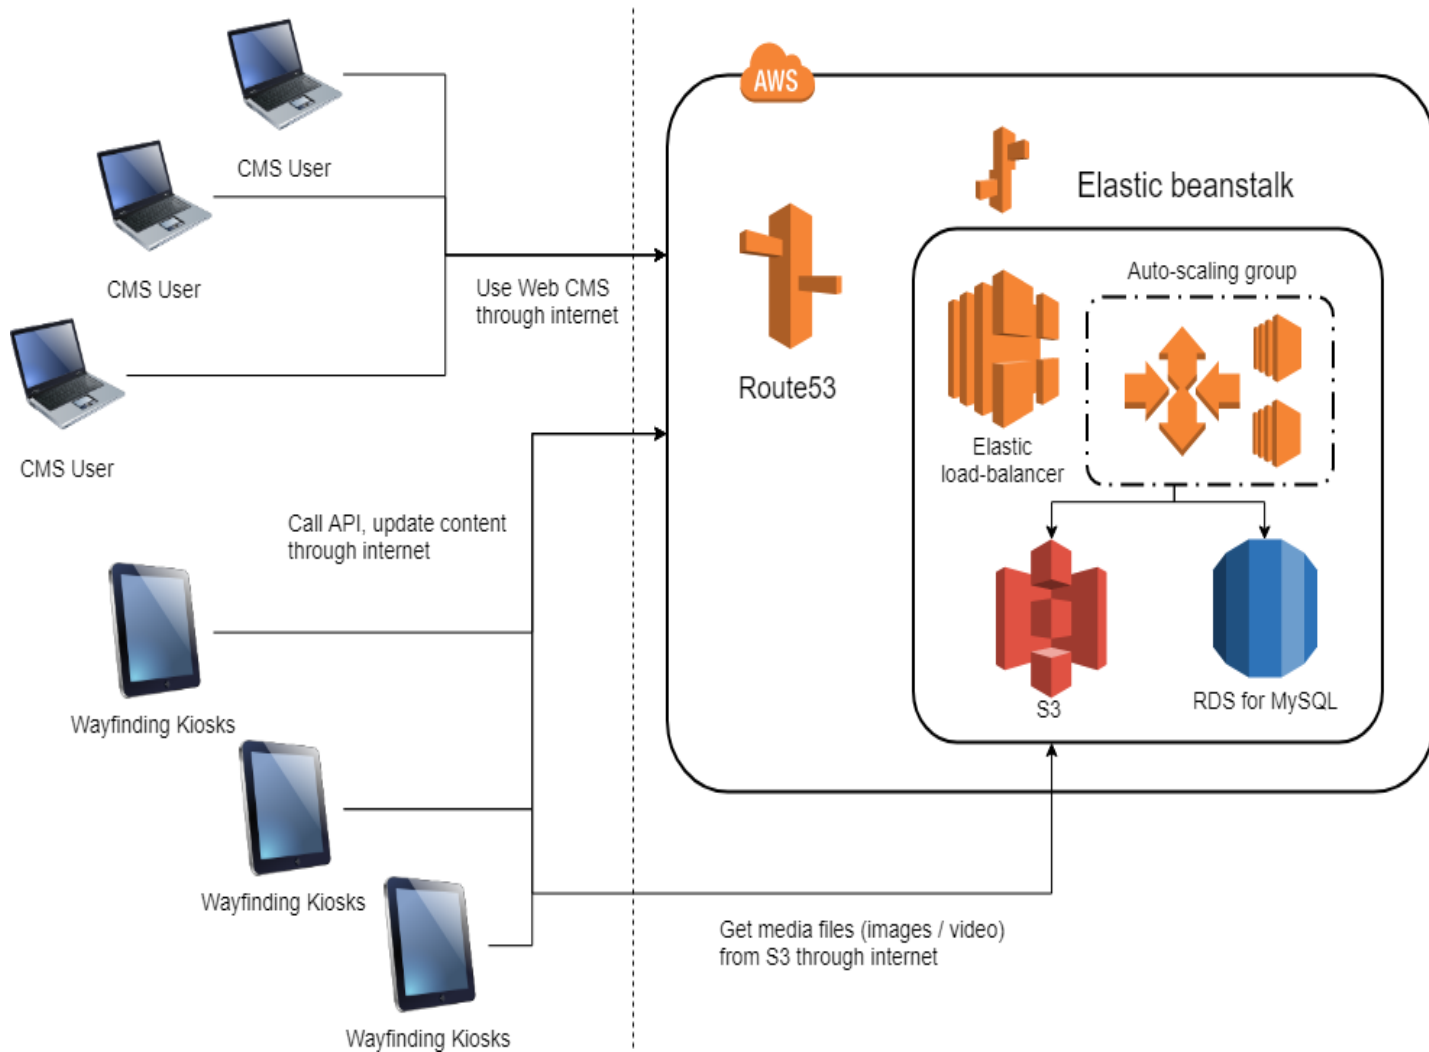 AWS
CMS User
Elastic beanstalk
Auto-scaling group
CMS User
Use Web CMS
through internet
Route53
Elastic
load-balancer
CMS User
Call API, update content
through internet
S3
RDS for MySQL
Wayfinding Kiosks
Wayfinding Kiosks
Get media files (images / video)
from S3 through internet
Wayfinding Kiosks